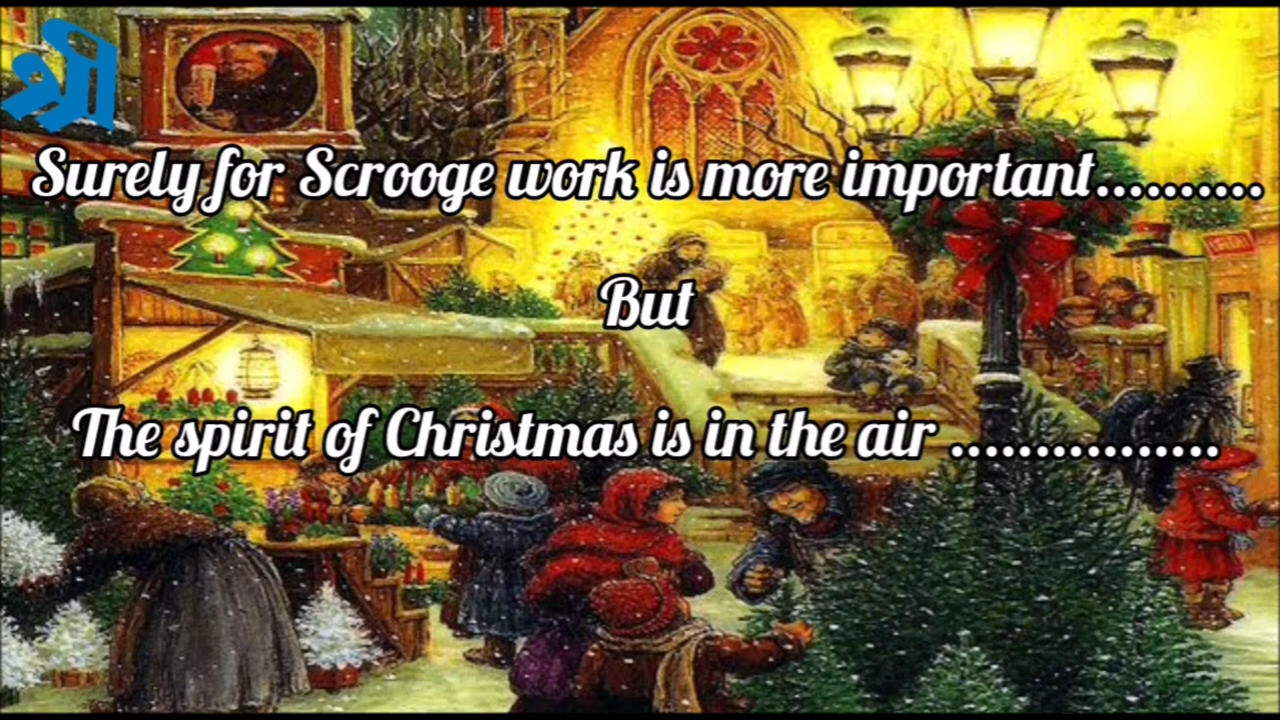 श्री
Surely for Scrooge work is more important..........
But
The spirit of Christmas is in the air ................